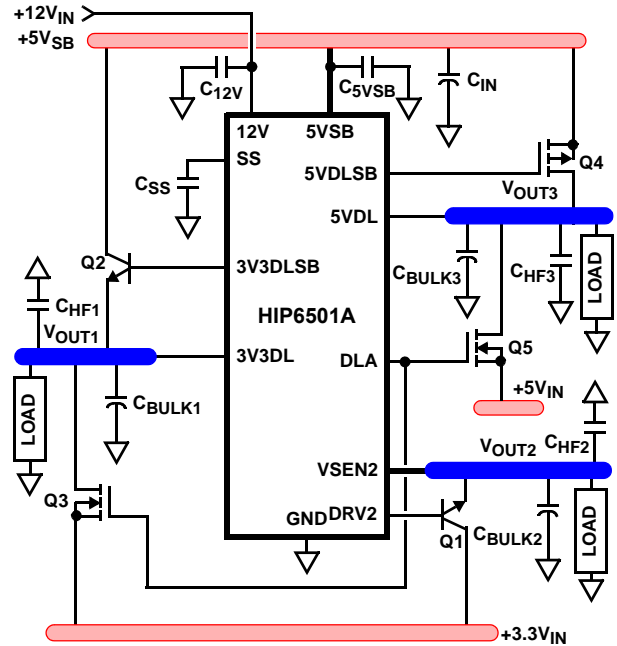 +12VIN
+5VSB
C12V
C5VSB
CIN
12V
5VSB
SS
CSS
5VDLSB
Q4
VOUT3
5VDL
Q2
3V3DLSB
CBULK3
CHF3
LOAD
CHF1
HIP6501A
VOUT1
3V3DL
DLA
Q5
LOAD
CBULK1
+5VIN
VOUT2
CHF2
VSEN2
Q3
GND
DRV2
Q1
CBULK2
LOAD
+3.3VIN